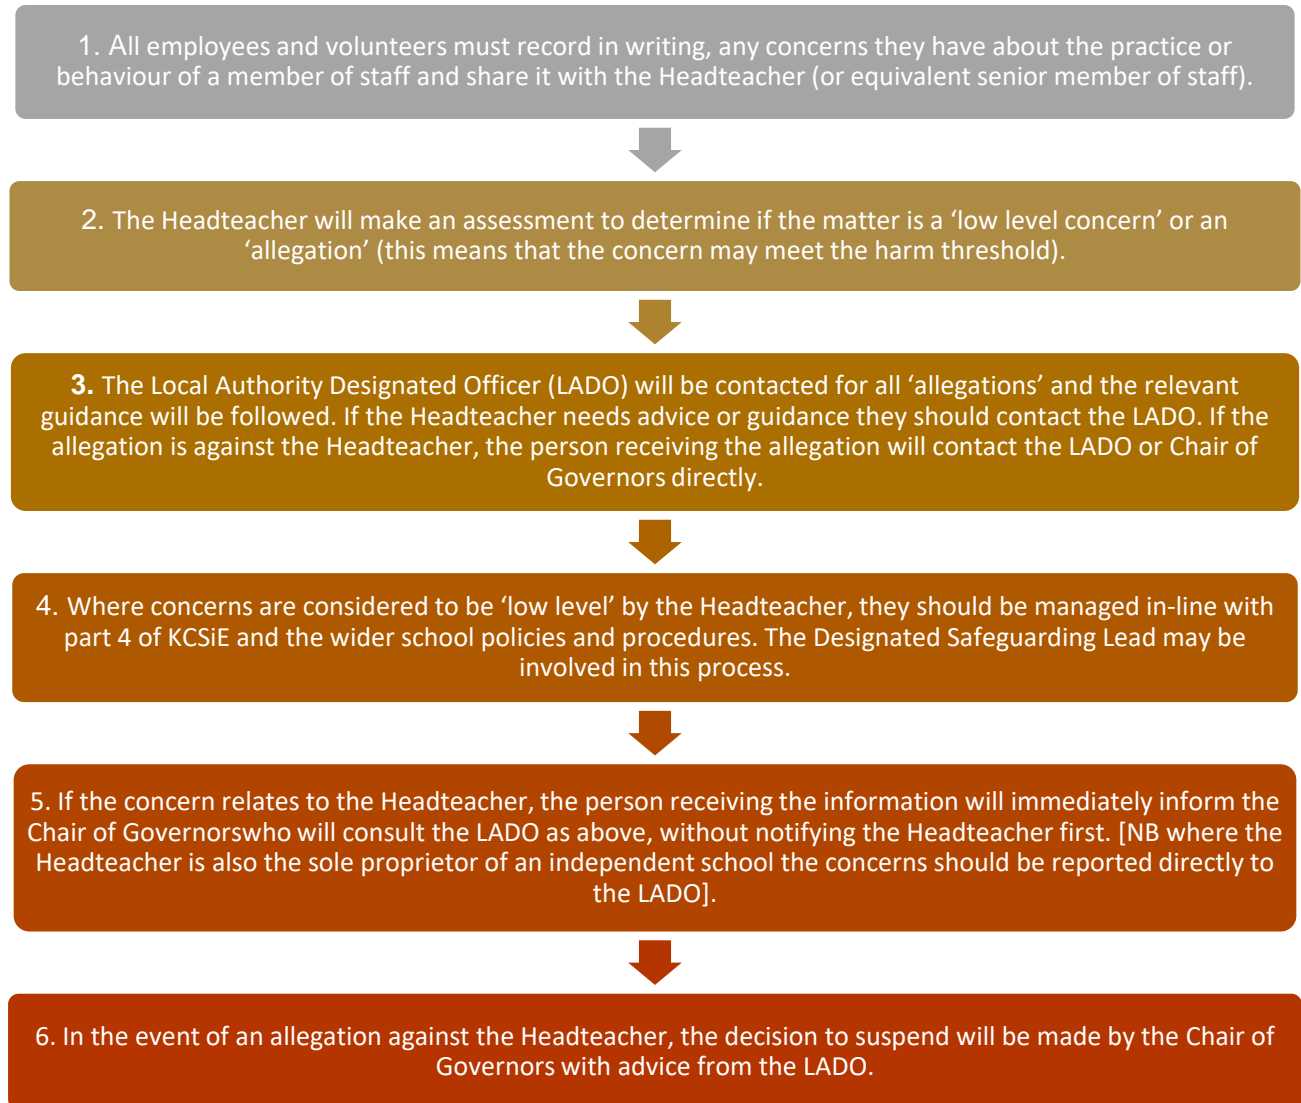 1. All employees and volunteers must record in writing, any concerns they have about the practice or
behaviour of a member of staff and share it with the Headteacher (or equivalent senior member of staff).
2. The Headteacher will make an assessment to determine if the matter is a ‘low level concern’ or an
‘allegation’ (this means that the concern may meet the harm threshold).
3. The Local Authority Designated Officer (LADO) will be contacted for all ‘allegations’ and the relevant
guidance will be followed. If the Headteacher needs advice or guidance they should contact the LADO. If the
allegation is against the Headteacher, the person receiving the allegation will contact the LADO or Chair of
Governors directly.
4. Where concerns are considered to be ‘low level’ by the Headteacher, they should be managed in-line with
part 4 of KCSiE and the wider school policies and procedures. The Designated Safeguarding Lead may be
involved in this process.
5. If the concern relates to the Headteacher, the person receiving the information will immediately inform the
Chair of Governorswho will consult the LADO as above, without notifying the Headteacher first. [NB where the
Headteacher is also the sole proprietor of an independent school the concerns should be reported directly to
the LADO].
6. In the event of an allegation against the Headteacher, the decision to suspend will be made by the Chair of
Governors with advice from the LADO.